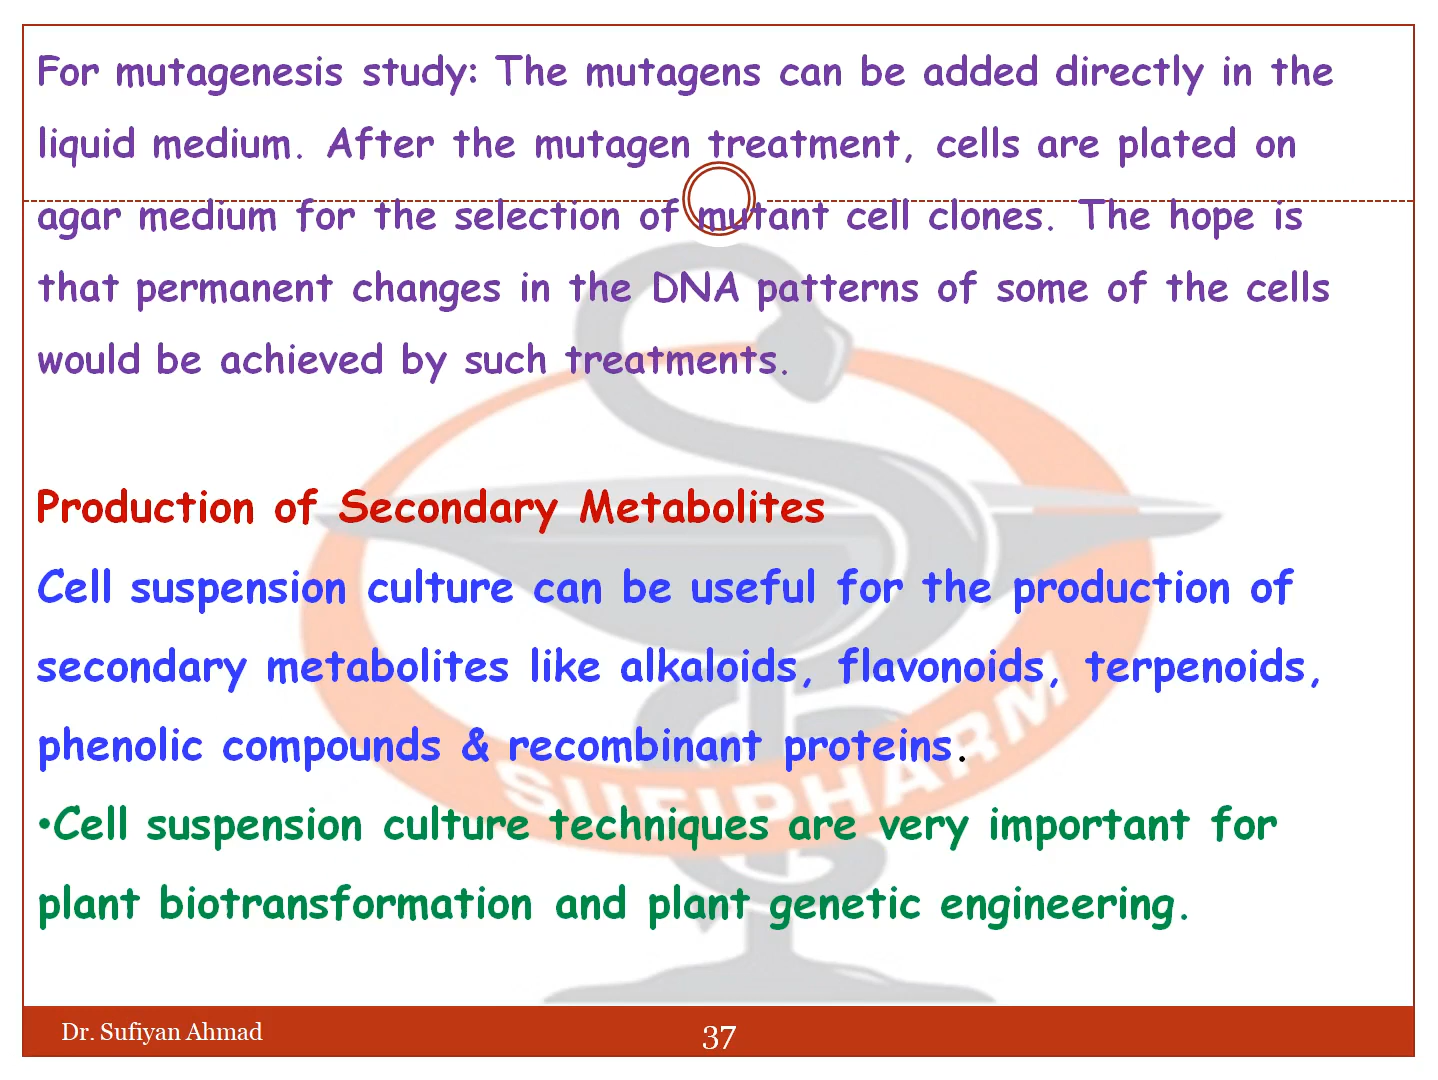 For mutagenesis study: The mutagens can be added directly in the
liquid medium. After the mutagen treatment, cells are plated on
agar medium for the selection of mutant cell clones. The hope is
that permanent changes in the DNA patterns of some of the cells
would be achieved by such treatments.
Production of Secondary Metabolites
Cell suspension culture can be useful for the production of
secondary metabolites like alkaloids, flavonoids, terpenoids,
phenolic compounds & recombinant proteins.
•Cell suspension culture techniques are very important for
plant biotransformation and plant genetic engineering.
SUFIPHARM
Dr. Sufiyan Ahmad
37